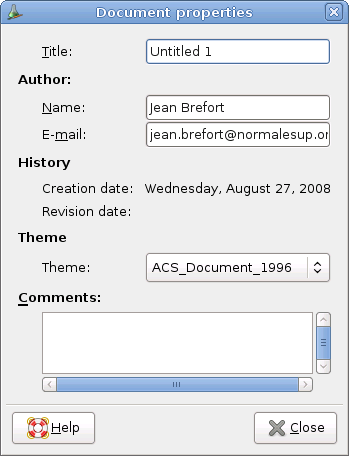 Document properties
Title: Untitled 1
Author:
Name: Jean Brefort
E-mail: jean.brefort@normalesup.or
History
Creation date: Wednesday, August 27, 2008
Revision date:
Theme
Theme: ACS_Document_1996
Comments:
Help Close